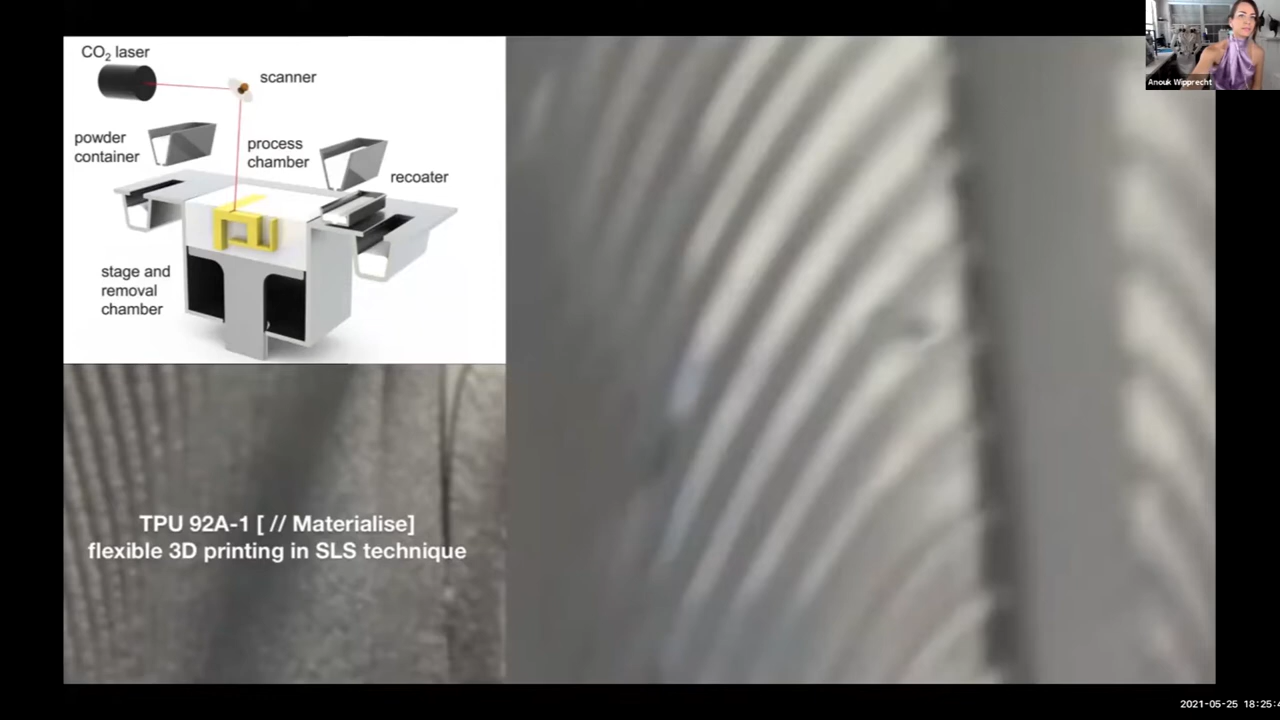 CO₂ laser
scanner
powder
container
process
chamber
recoater
stage and
removal
chamber
TPU 92A-1 [ // Materialise]
flexible 3D printing in SLS technique
Anouk Wipprecht
2021-05-25 18:25:4